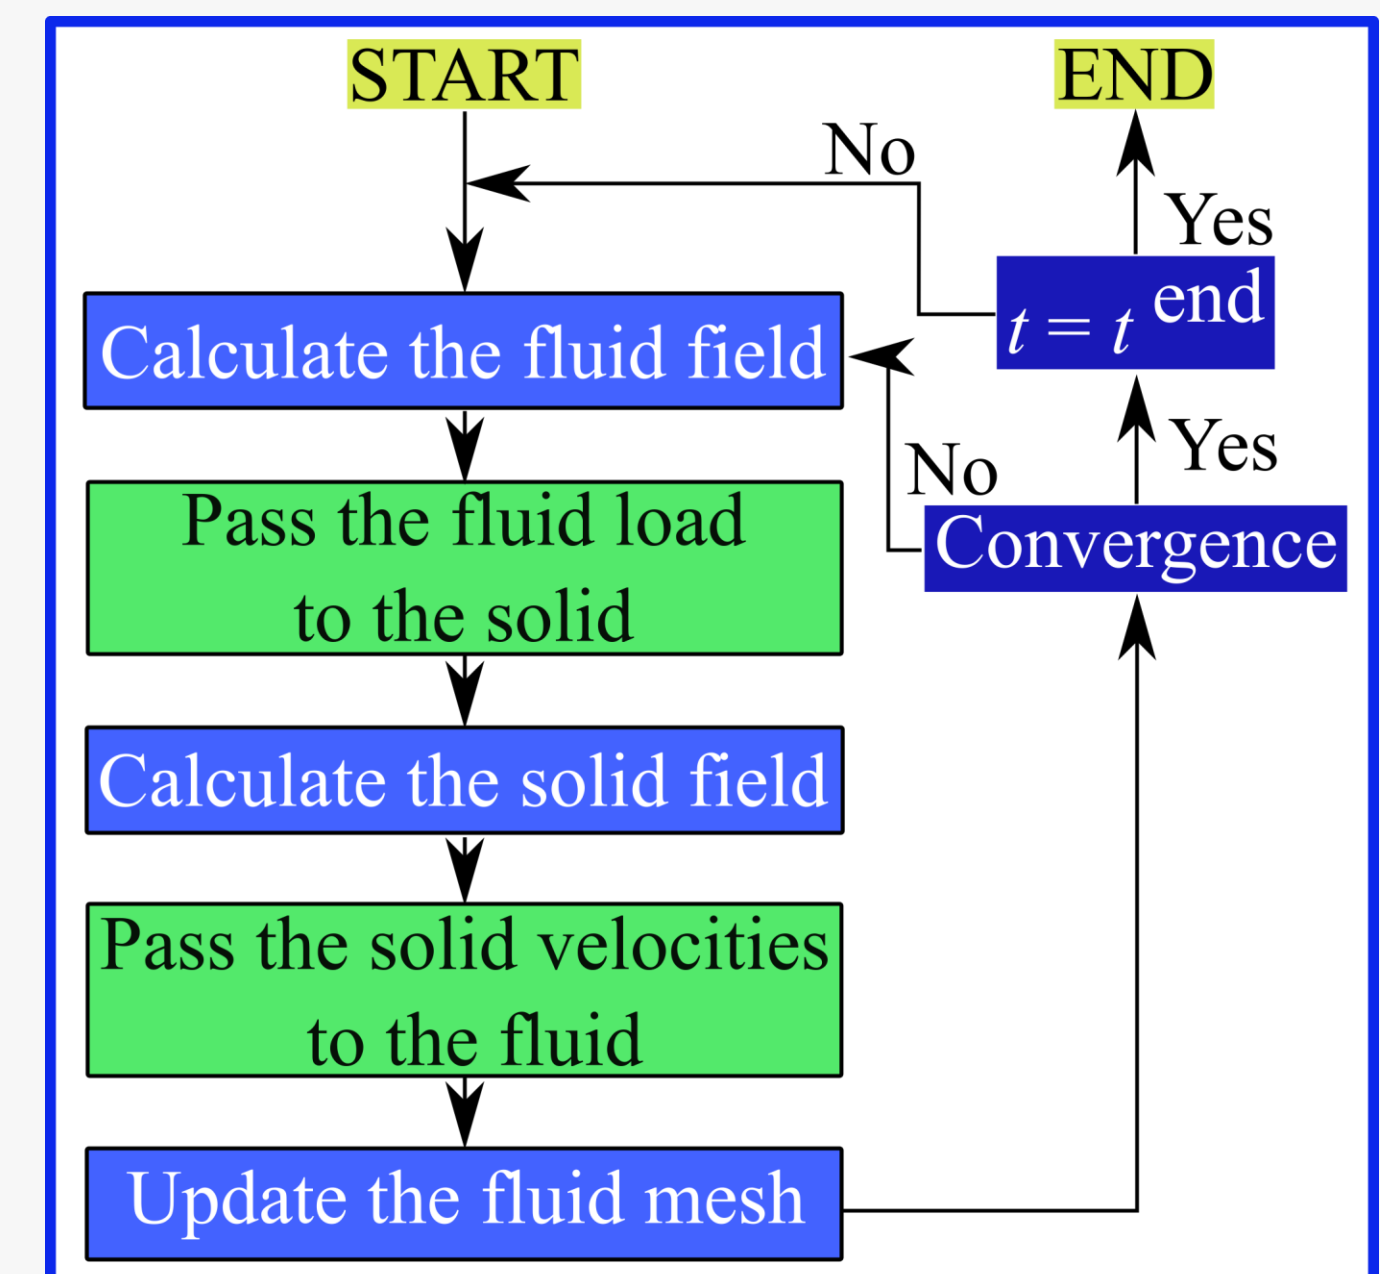 START
END
No
Yes
t = t end
Calculate the fluid field
Yes
No
Pass the fluid load
to the solid
Convergence
Calculate the solid field
Pass the solid velocities
to the fluid
Update the fluid mesh